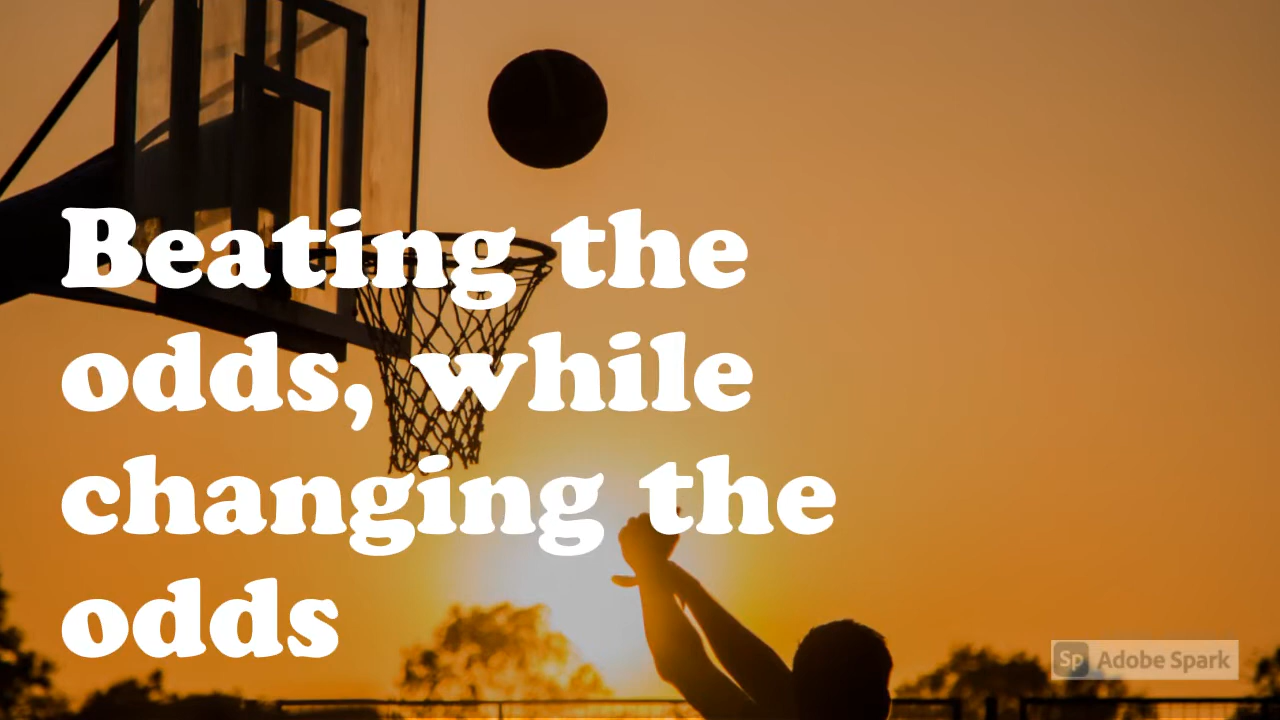 Beating the
odds, while
changing the
odds
Sp Adobe Spark